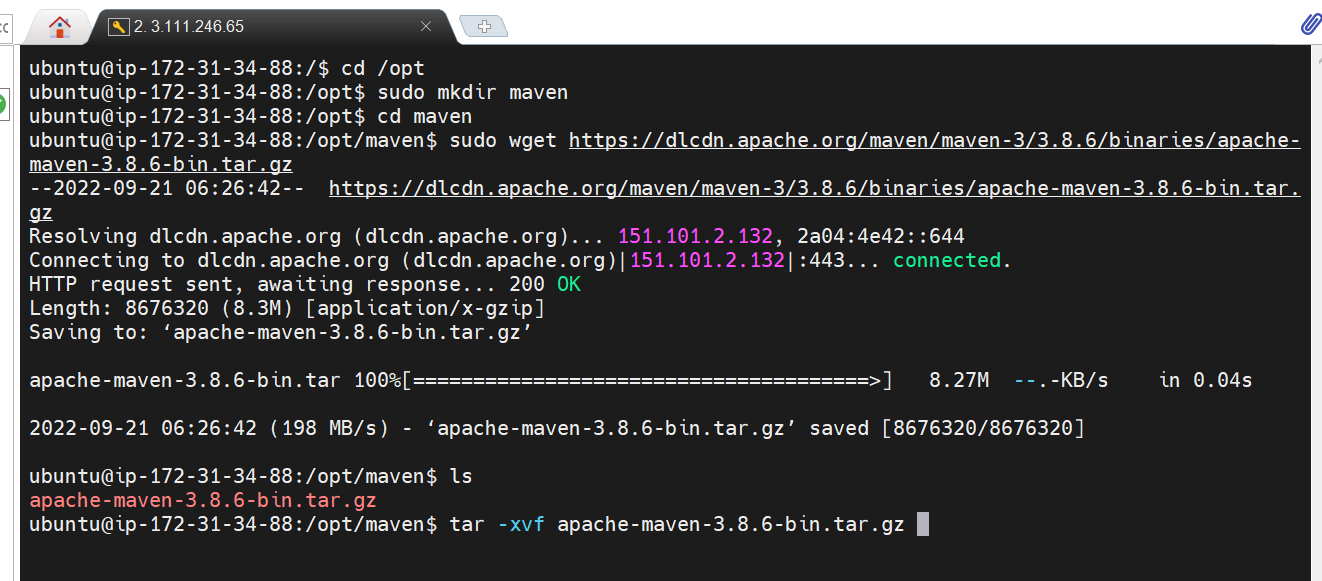 2. 3.111.246.65
ubuntu@ip-172-31-34-88:/$ cd /opt
ubuntu@ip-172-31-34-88:/opt$ sudo mkdir maven
ubuntu@ip-172-31-34-88:/opt$ cd maven
ubuntu@ip-172-31-34-88:/opt/maven$ sudo wget https://dlcdn.apache.org/maven/maven-3/3.8.6/binaries/apache-
maven-3.8.6-bin.tar.gz
--2022-09-21 06:26:42--  https://dlcdn.apache.org/maven/maven-3/3.8.6/binaries/apache-maven-3.8.6-bin.tar.
gz
Resolving dlcdn.apache.org (dlcdn.apache.org)... 151.101.2.132, 2a04:4e42::644
Connecting to dlcdn.apache.org (dlcdn.apache.org)|151.101.2.132|:443... connected.
HTTP request sent, awaiting response... 200 OK
Length: 8676320 (8.3M) [application/x-gzip]
Saving to: ‘apache-maven-3.8.6-bin.tar.gz’
apache-maven-3.8.6-bin.tar 100%[======================================>]   8.27M  --.-KB/s    in 0.04s
2022-09-21 06:26:42 (198 MB/s) - ‘apache-maven-3.8.6-bin.tar.gz’ saved [8676320/8676320]
ubuntu@ip-172-31-34-88:/opt/maven$ ls
apache-maven-3.8.6-bin.tar.gz
ubuntu@ip-172-31-34-88:/opt/maven$ tar -xvf apache-maven-3.8.6-bin.tar.gz